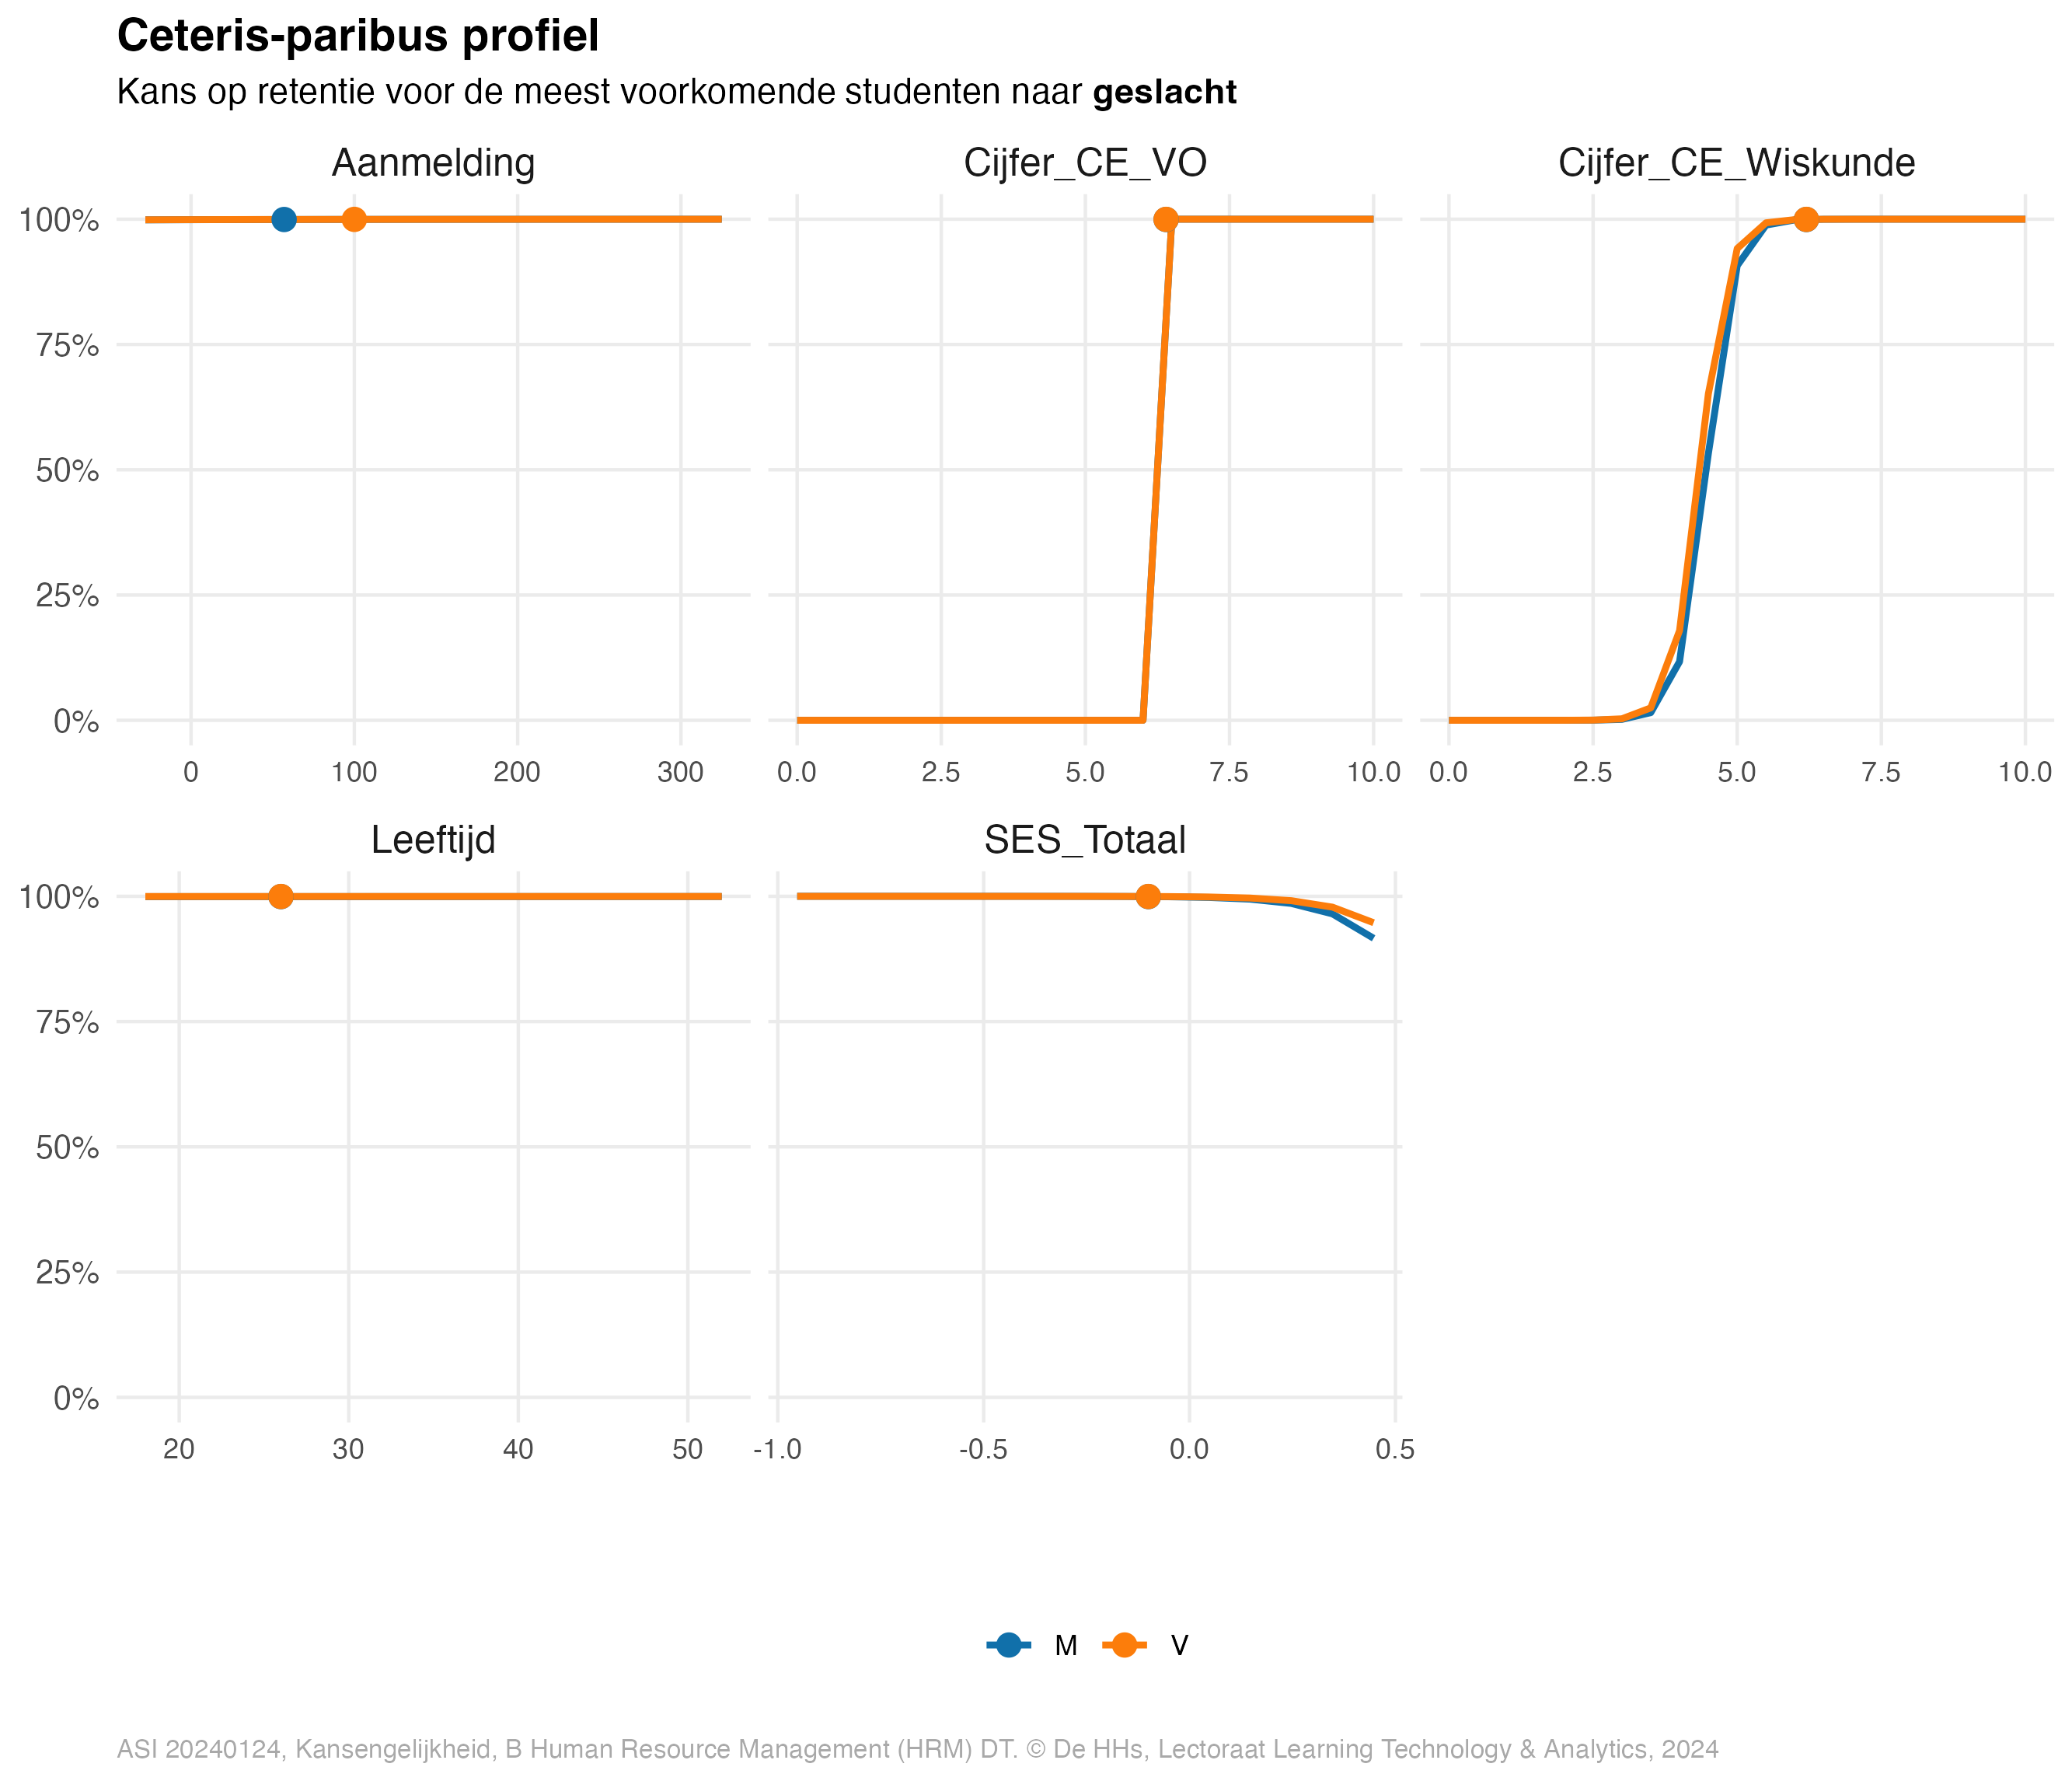 Ceteris-paribus profiel
Kans op retentie voor de meest voorkomende studenten naar geslacht
Aanmelding
Cijfer_CE_VO
Cijfer_CE_Wiskunde
100%
75%
50%
25%
0%
0 100 200 300
0.0 2.5 5.0 7.5 10.0
0.0 2.5 5.0 7.5 10.0
Leeftijd
SES_Totaal
100%
75%
50%
25%
0%
20 30 40 50
-1.0 -0.5 0.0 0.5
M V
ASI 20240124, Kansengelijkheid, B Human Resource Management (HRM) DT. © De HHs, Lectoraat Learning Technology & Analytics, 2024